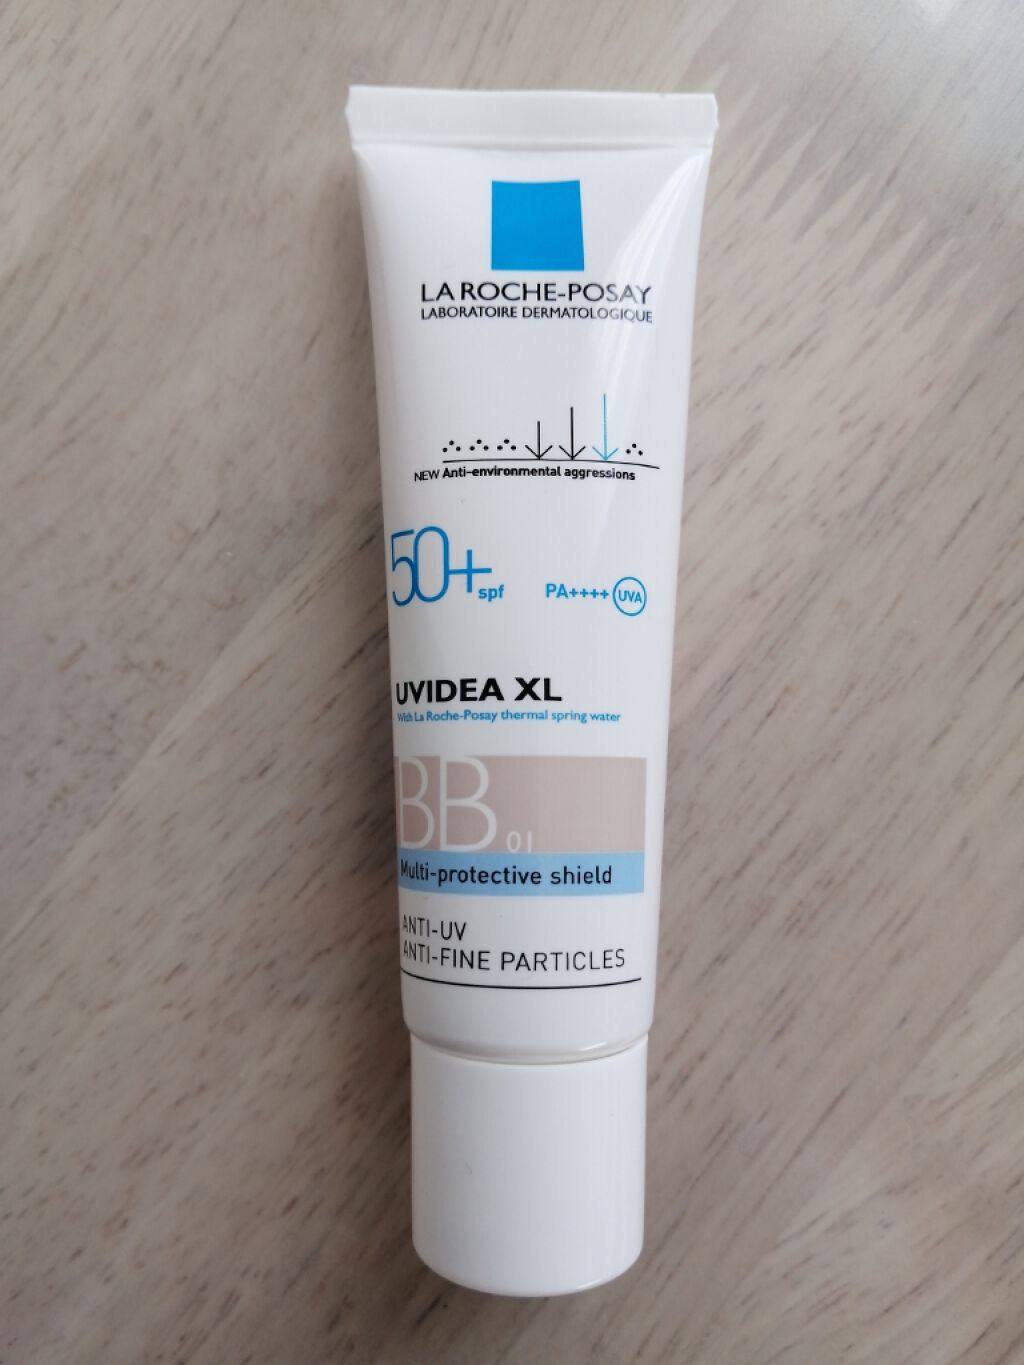 LA ROCHE-POSAY
LABORATOIRE DERMATOLOGIQUE
NEW Anti-environmental aggressions
50+ spf PA++++ UVA
UVIDEA XL
With La Roche-Posay thermal spring water
BB 01
Multi-protective shield
ANTI-UV
ANTI-FINE PARTICLES